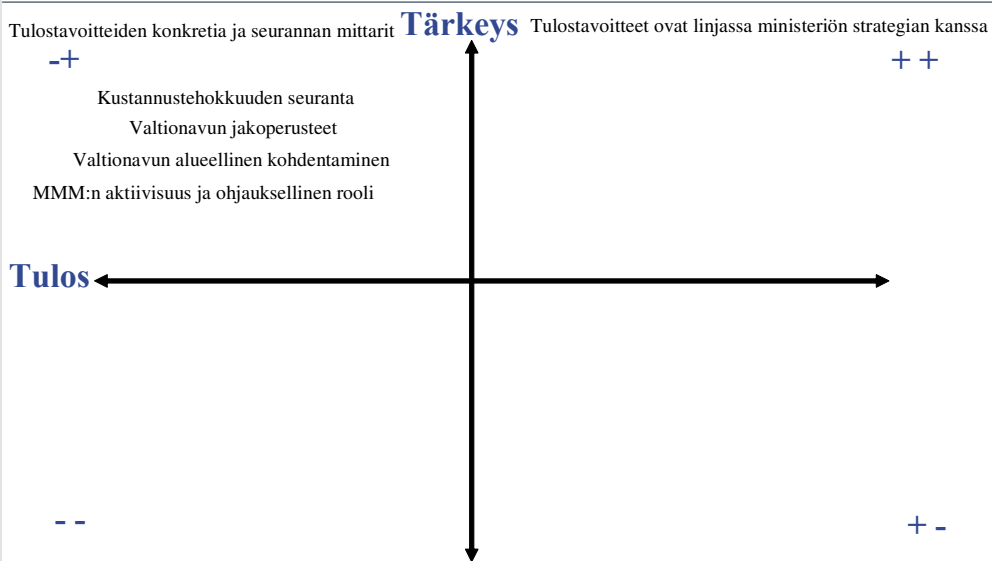 Tulostavoitteiden konkretia ja seurannan mittarit Tärkeys Tulostavoitteet ovat linjassa ministeriön strategian kanssa
-+ ++
Kustannustehokkuuden seuranta
Valtionavun jakoperusteet
Valtionavun alueellinen kohdentaminen
MMM:n aktiivisuus ja ohjauksellinen rooli
Tulos
- - + -